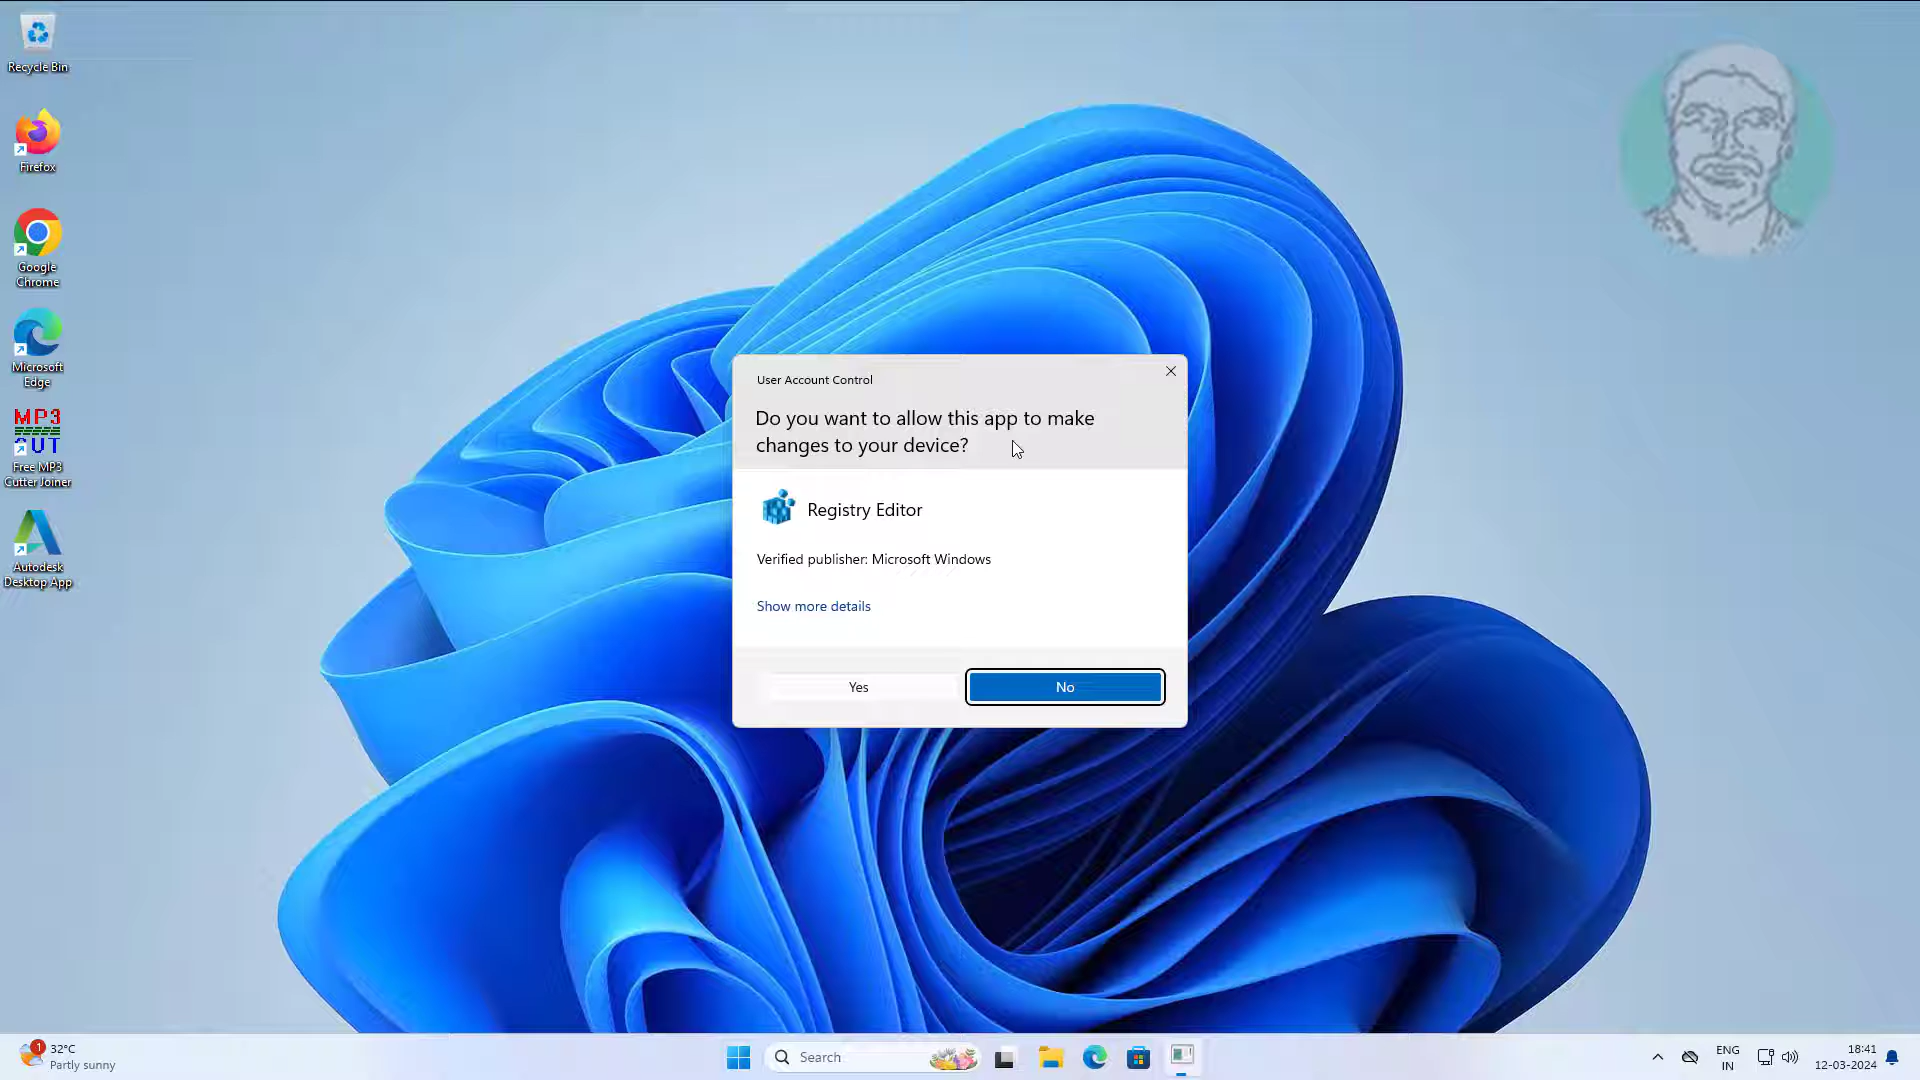 Recycle Bin
Firefox
Google
Chrome
Microsoft
Edge
MP3
CUT
Free MP3
Cutter Joiner
Autodesk
Desktop App
User Account Control
Do you want to allow this app to make
changes to your device?
Registry Editor
Verified publisher: Microsoft Windows
Show more details
Yes
No
1
32°C
Partly sunny
Search
ENG
IN
18:41
12-03-2024